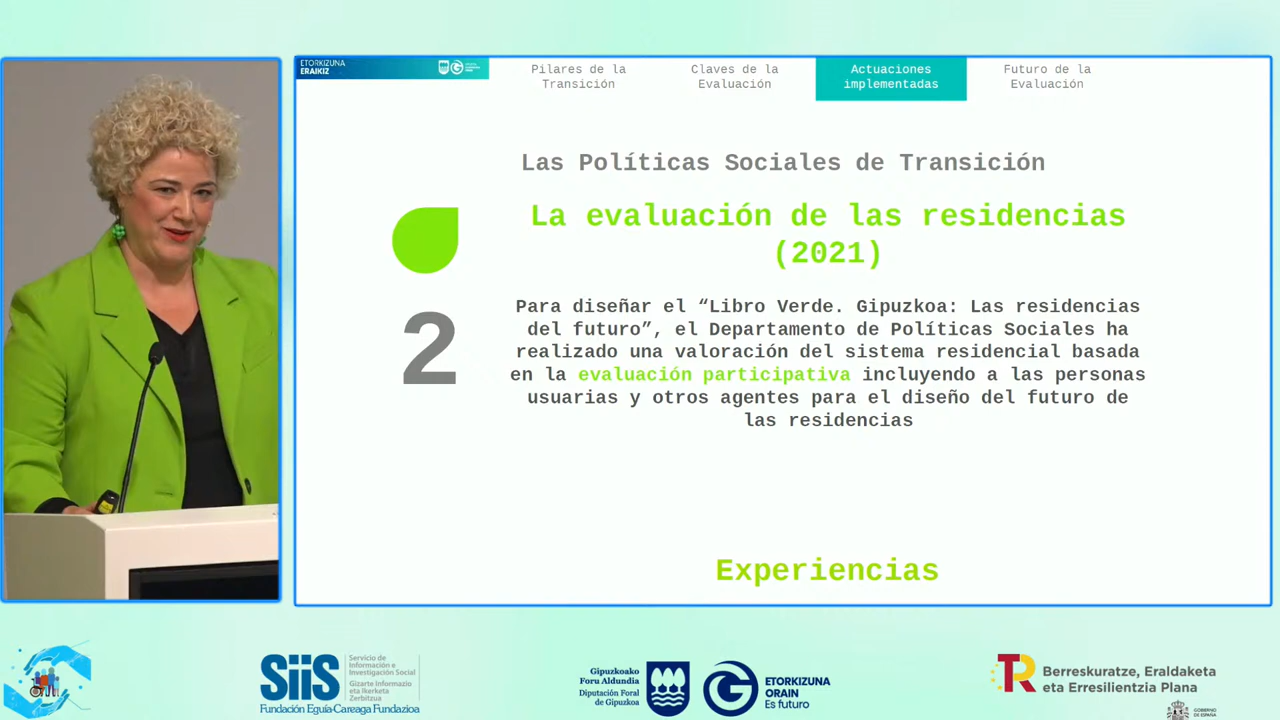 ETORKIZUNA
ERAIKIZ
Pilares de la
Transición
Claves de la
Evaluación
Actuaciones
implementadas
Futuro de la
Evaluación
Las Políticas Sociales de Transición
La evaluación de las residencias
(2021)
2
Para diseñar el “Libro Verde. Gipuzkoa: Las residencias
del futuro”, el Departamento de Políticas Sociales ha
realizado una valoración del sistema residencial basada
en la evaluación participativa incluyendo a las personas
usuarias y otros agentes para el diseño del futuro de
las residencias
Experiencias
SiiS
Servicio de
Información e
Investigación Social
Gizarte Informazio
eta Ikerketa
Zerbitzua
Fundación Eguía-Careaga Fundazioa
Gipuzkoako
Foru Aldundia
Diputación Foral
de Gipuzkoa
ETORKIZUNA
ORAIN
Es futuro
TR
Berreskuratze, Eraldaketa
eta Erresilientzia Plana
GOBIERNO
DE ESPAÑA